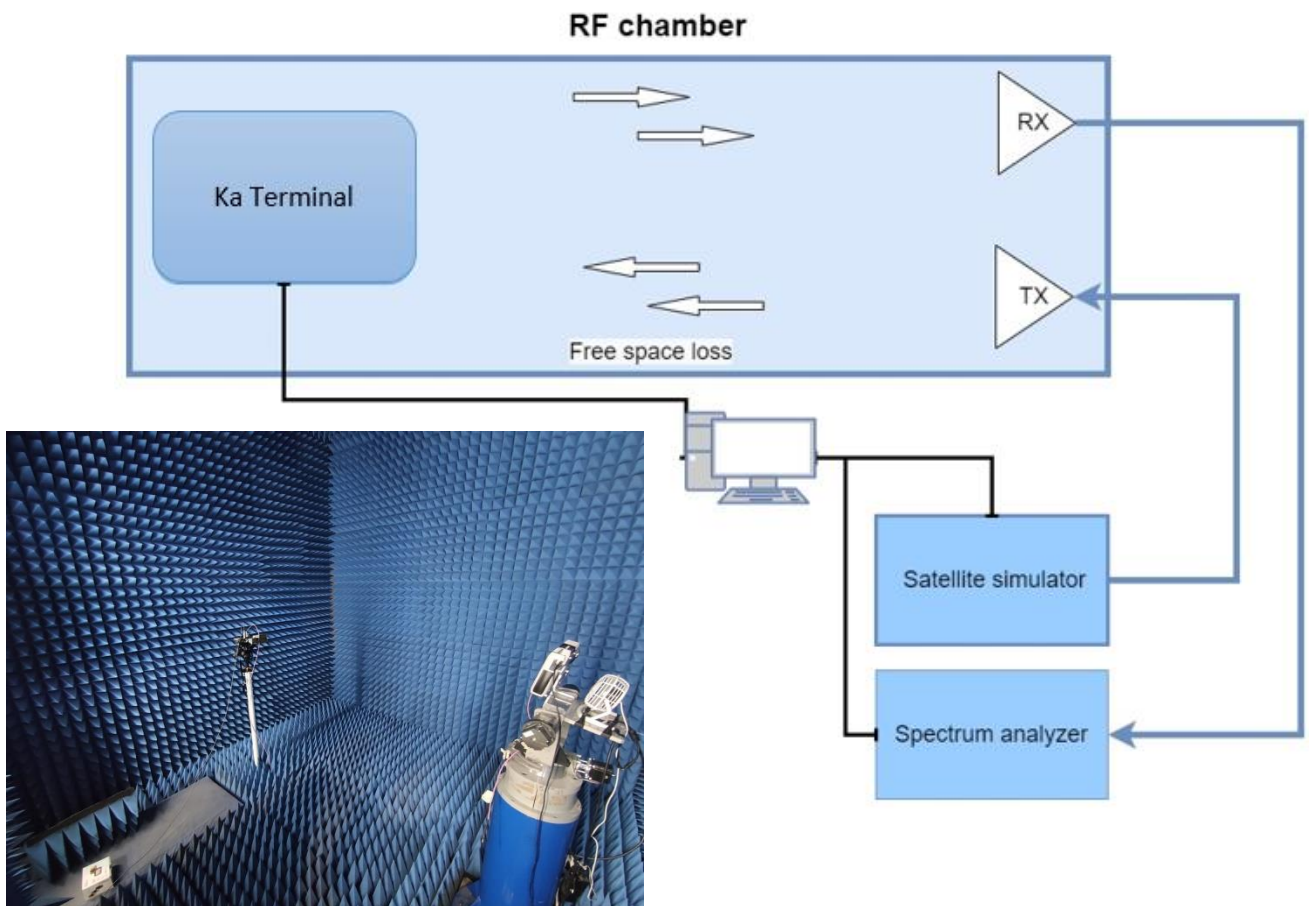 RF chamber
Ka Terminal
RX
TX
Free space loss
Satellite simulator
Spectrum analyzer